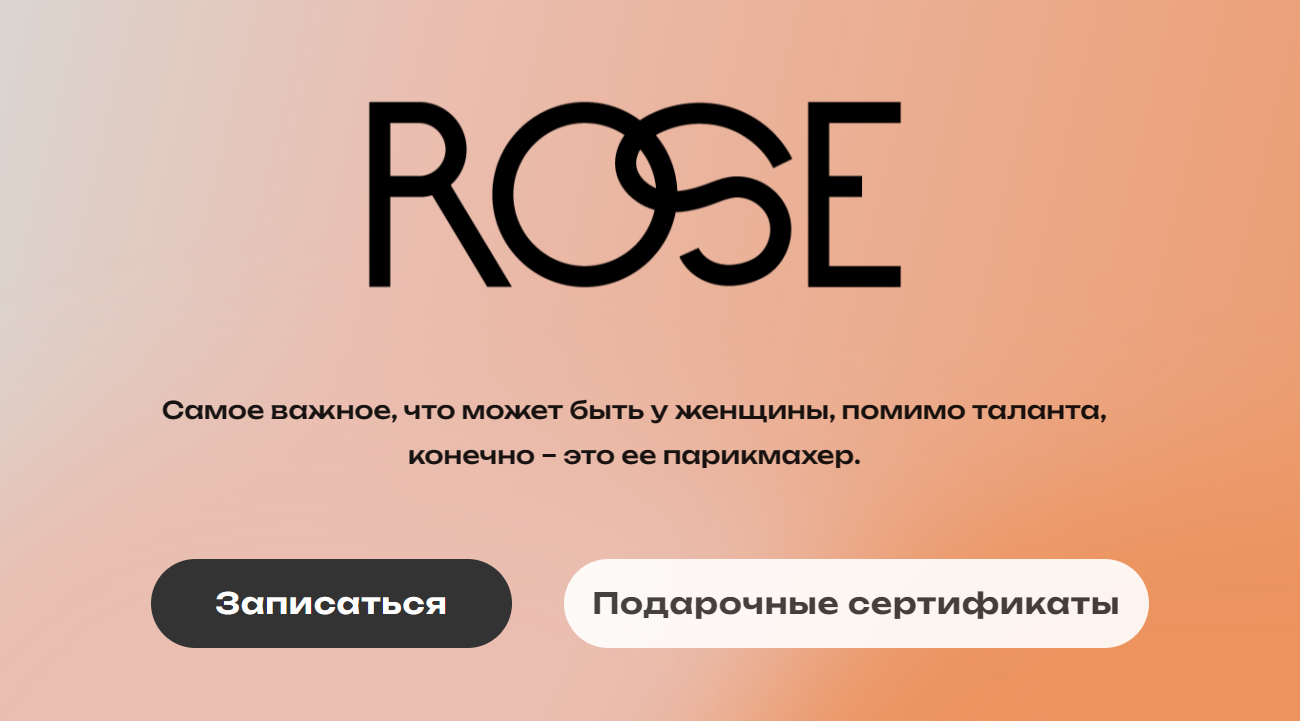 ROSE
Самое важное, что может быть у женщины, помимо таланта,
конечно – это ее парикмахер.
Записаться
Подарочные сертификаты